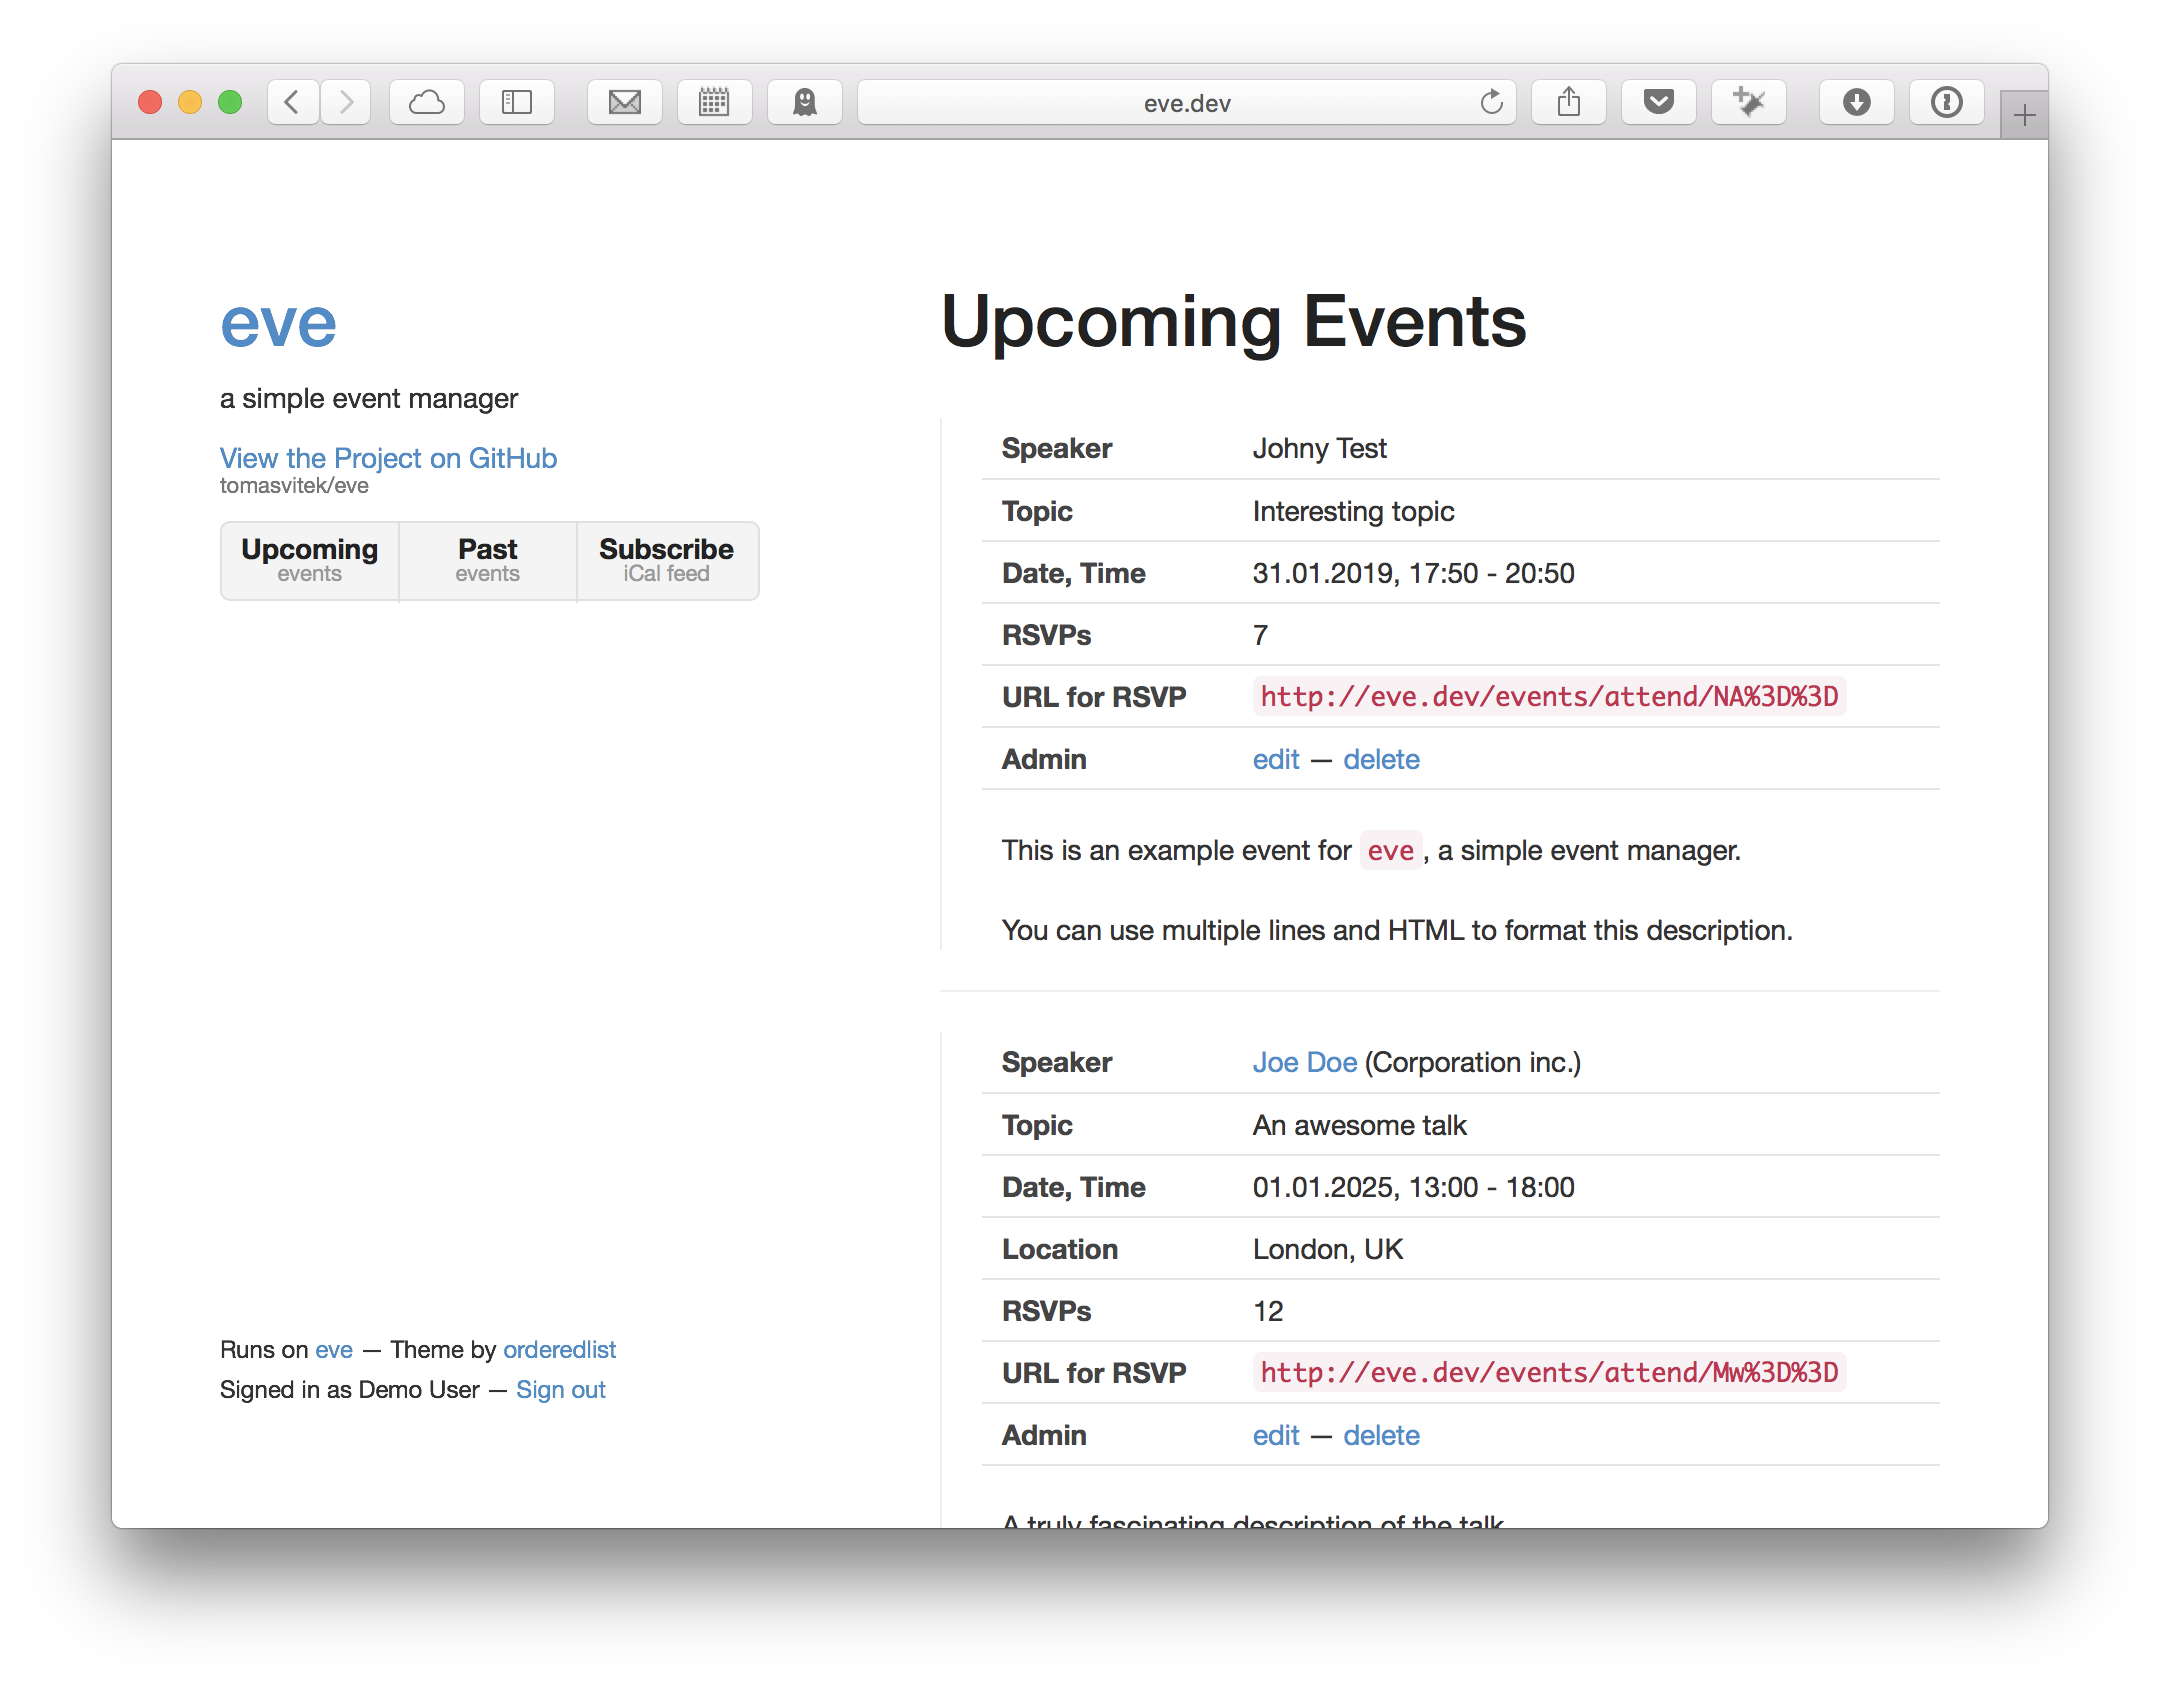 eve.dev
eve
a simple event manager
View the Project on GitHub
tomasvitek/eve
Upcoming Past Subscribe
events events iCal feed
Runs on eve — Theme by orderedlist
Signed in as Demo User — Sign out
Upcoming Events
Speaker Johny Test
Topic Interesting topic
Date, Time 31.01.2019, 17:50 - 20:50
RSVPs 7
URL for RSVP http://eve.dev/events/attend/NA%3D%3D
Admin edit — delete
This is an example event for eve, a simple event manager.
You can use multiple lines and HTML to format this description.
Speaker Joe Doe (Corporation inc.)
Topic An awesome talk
Date, Time 01.01.2025, 13:00 - 18:00
Location London, UK
RSVPs 12
URL for RSVP http://eve.dev/events/attend/Mw%3D%3D
Admin edit — delete
A truly fascinating description of the talk